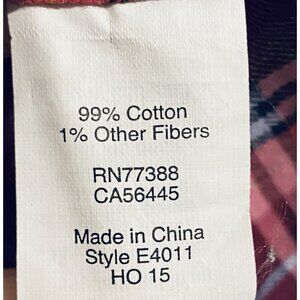 99% Cotton
1% Other Fibers
RN77388
CA56445
Made in China
Style E4011
HO 15